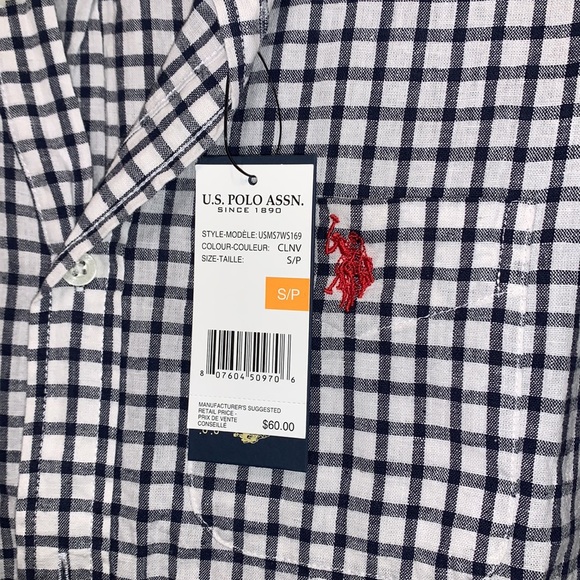 U.S. POLO ASSN.
SINCE 1890
STYLE-MODÈLE: USMS7WS169
COLOUR-COULEUR: CLNV
SIZE-TAILLE: S/P
S/P
8 07604 50970 6
MANUFACTURER'S SUGGESTED
RETAIL PRICE -
PRIX DE VENTE
CONSEILLÉ $60.00